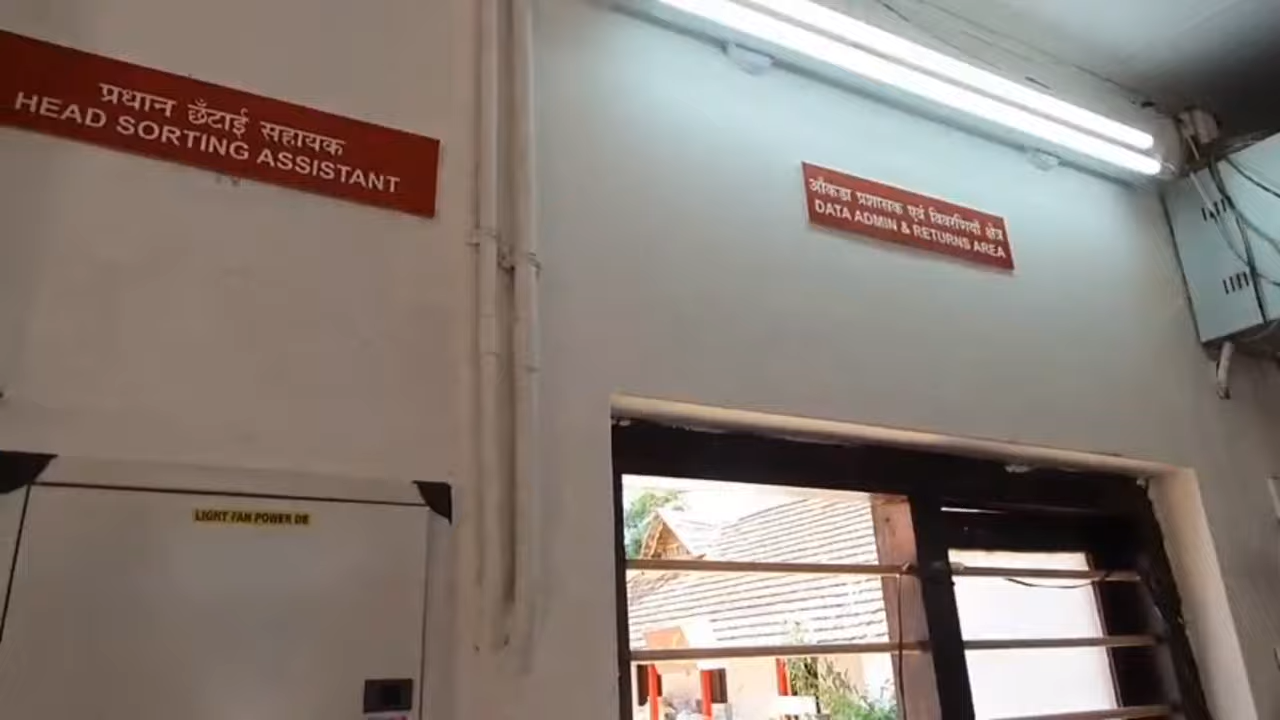 प्रधान छँटाई सहायक
HEAD SORTING ASSISTANT
आँकडा प्रशासक एवं विवरणियाँ क्षेत्र
DATA ADMIN & RETURNS AREA
LIGHT FAN POWER DB